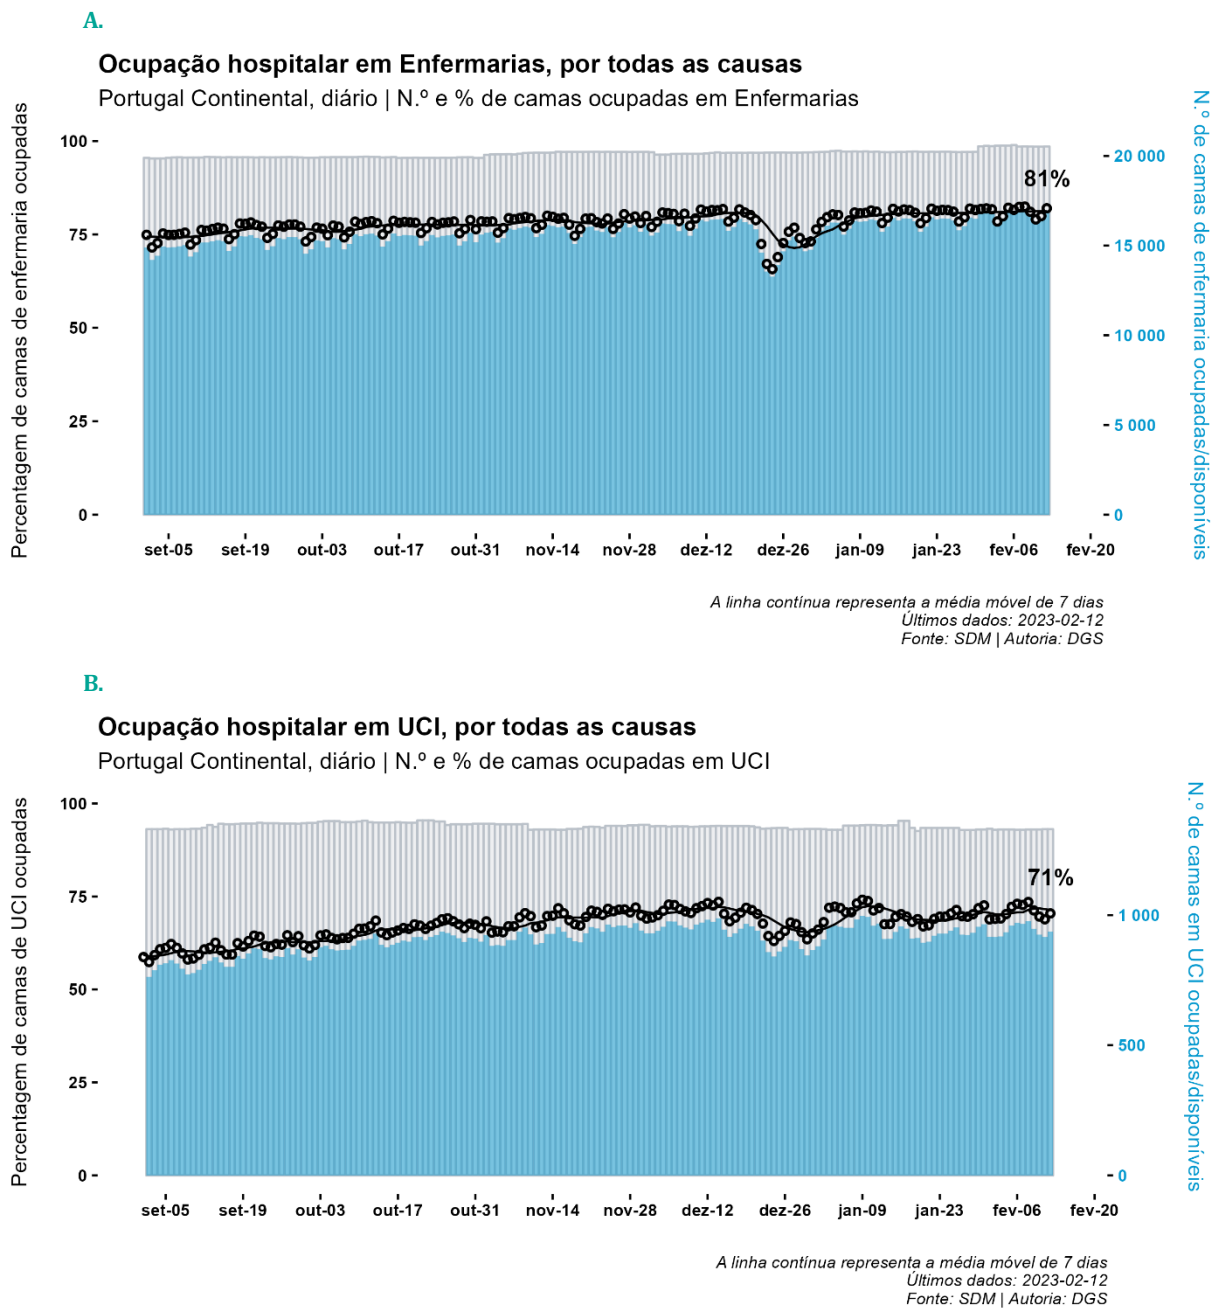 A.
Ocupação hospitalar em Enfermarias, por todas as causas
Portugal Continental, diário | N.º e % de camas ocupadas em Enfermarias
Percentagem de camas de enfermaria ocupadas
N.º de camas de enfermaria ocupadas/disponíveis
100
75
50
25
0
20 000
15 000
10 000
5 000
0
81%
set-05 set-19 out-03 out-17 out-31 nov-14 nov-28 dez-12 dez-26 jan-09 jan-23 fev-06 fev-20
A linha contínua representa a média móvel de 7 dias
Últimos dados: 2023-02-12
Fonte: SDM | Autoria: DGS
B.
Ocupação hospitalar em UCI, por todas as causas
Portugal Continental, diário | N.º e % de camas ocupadas em UCI
Percentagem de camas de UCI ocupadas
N.º de camas em UCI ocupadas/disponíveis
100
75
50
25
0
1 000
500
0
71%
set-05 set-19 out-03 out-17 out-31 nov-14 nov-28 dez-12 dez-26 jan-09 jan-23 fev-06 fev-20
A linha contínua representa a média móvel de 7 dias
Últimos dados: 2023-02-12
Fonte: SDM | Autoria: DGS